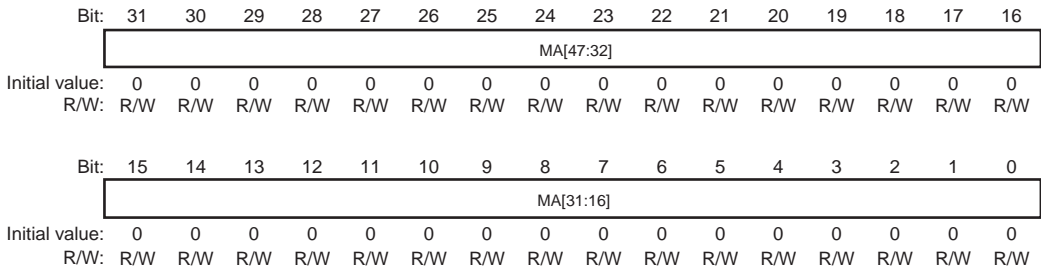 Bit: 31 30 29 28 27 26 25 24 23 22 21 20 19 18 17 16
MA[47:32]
Initial value: 0 0 0 0 0 0 0 0 0 0 0 0 0 0 0 0
R/W: R/W R/W R/W R/W R/W R/W R/W R/W R/W R/W R/W R/W R/W R/W R/W R/W
Bit: 15 14 13 12 11 10 9 8 7 6 5 4 3 2 1 0
MA[31:16]
Initial value: 0 0 0 0 0 0 0 0 0 0 0 0 0 0 0 0
R/W: R/W R/W R/W R/W R/W R/W R/W R/W R/W R/W R/W R/W R/W R/W R/W R/W